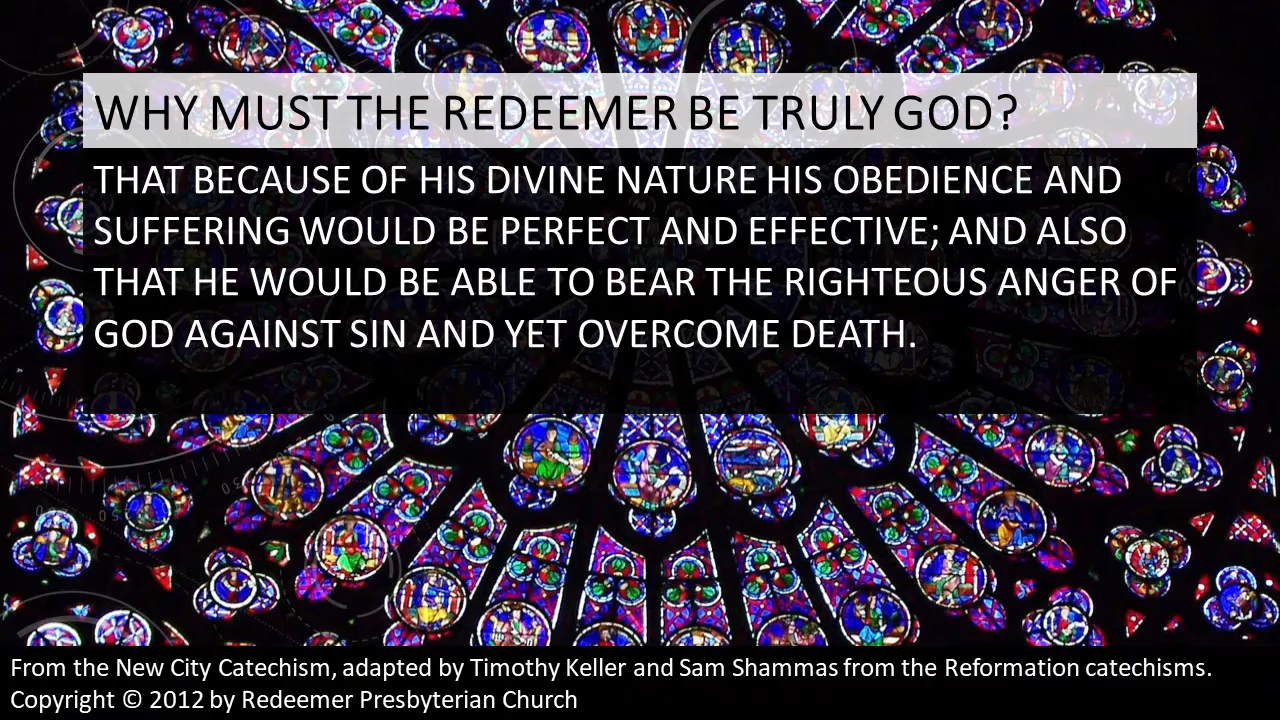 WHY MUST THE REDEEMER BE TRULY GOD?
THAT BECAUSE OF HIS DIVINE NATURE HIS OBEDIENCE AND
SUFFERING WOULD BE PERFECT AND EFFECTIVE; AND ALSO
THAT HE WOULD BE ABLE TO BEAR THE RIGHTEOUS ANGER OF
GOD AGAINST SIN AND YET OVERCOME DEATH.
From the New City Catechism, adapted by Timothy Keller and Sam Shammas from the Reformation catechisms.
Copyright © 2012 by Redeemer Presbyterian Church